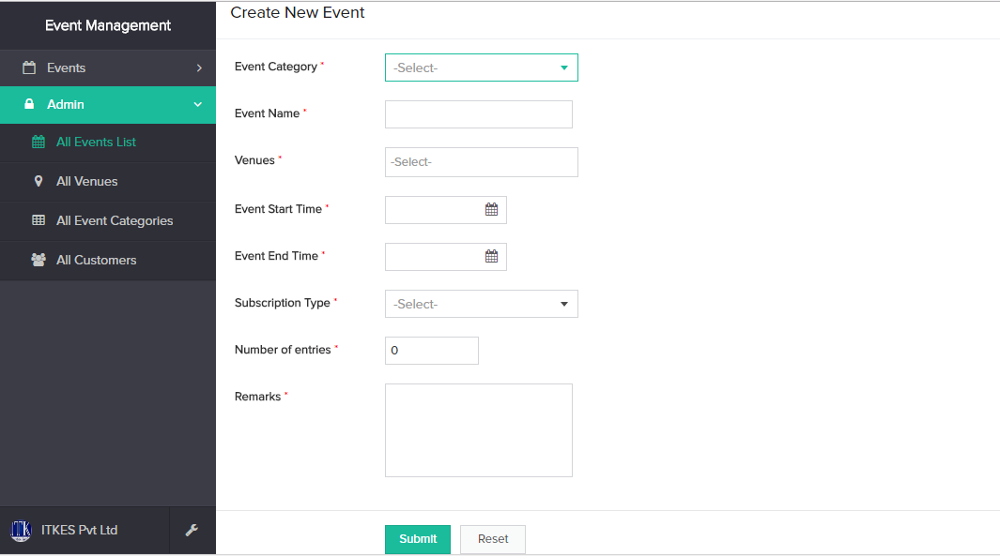 Event Management
Events
Admin
All Events List
All Venues
All Event Categories
All Customers
ITK
ITKES Pvt Ltd
Create New Event
Event Category *
-Select-
Event Name *
Venues *
-Select-
Event Start Time *
Event End Time *
Subscription Type *
-Select-
Number of entries *
0
Remarks *
Submit
Reset